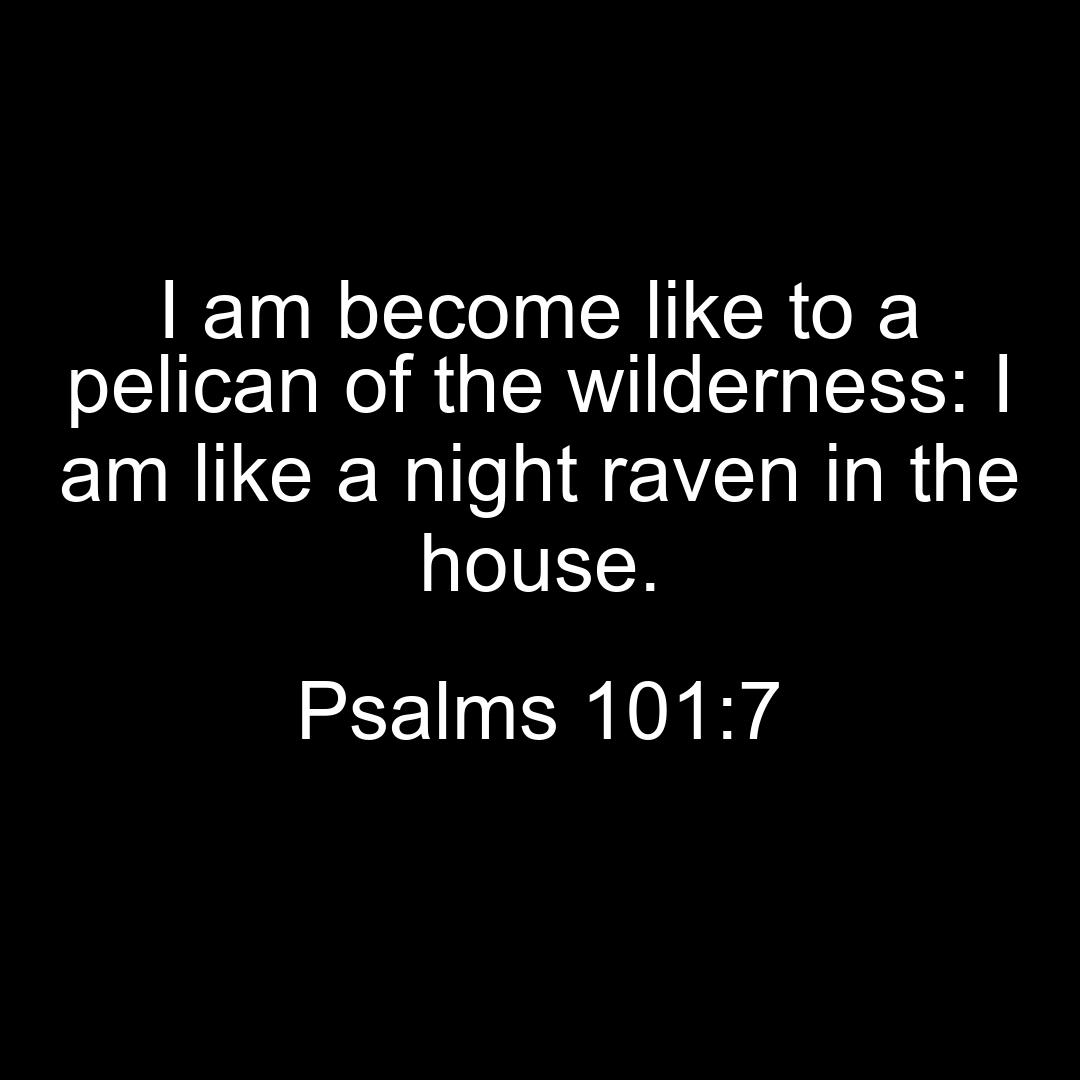 I am become like to a
pelican of the wilderness: I
am like a night raven in the
house.
Psalms 101:7